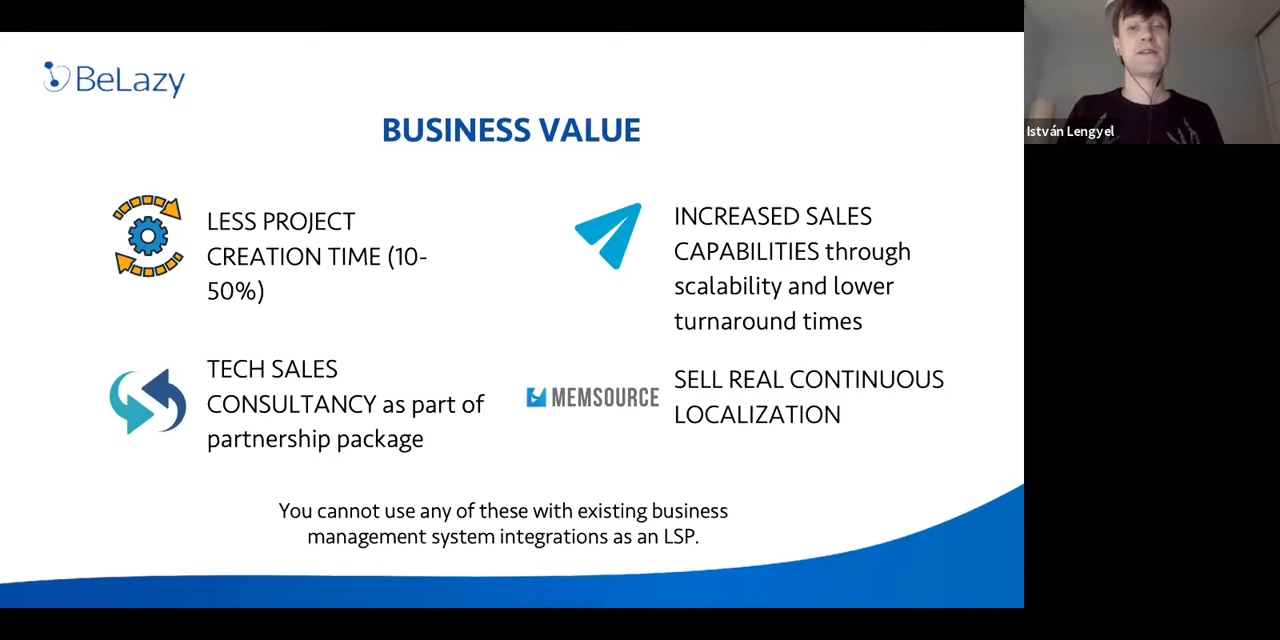 BeLazy
BUSINESS VALUE
LESS PROJECT
CREATION TIME (10-
50%)
INCREASED SALES
CAPABILITIES through
scalability and lower
turnaround times
TECH SALES
CONSULTANCY as part of
partnership package
MEMSOURCE
SELL REAL CONTINUOUS
LOCALIZATION
You cannot use any of these with existing business
management system integrations as an LSP.
István Lengyel